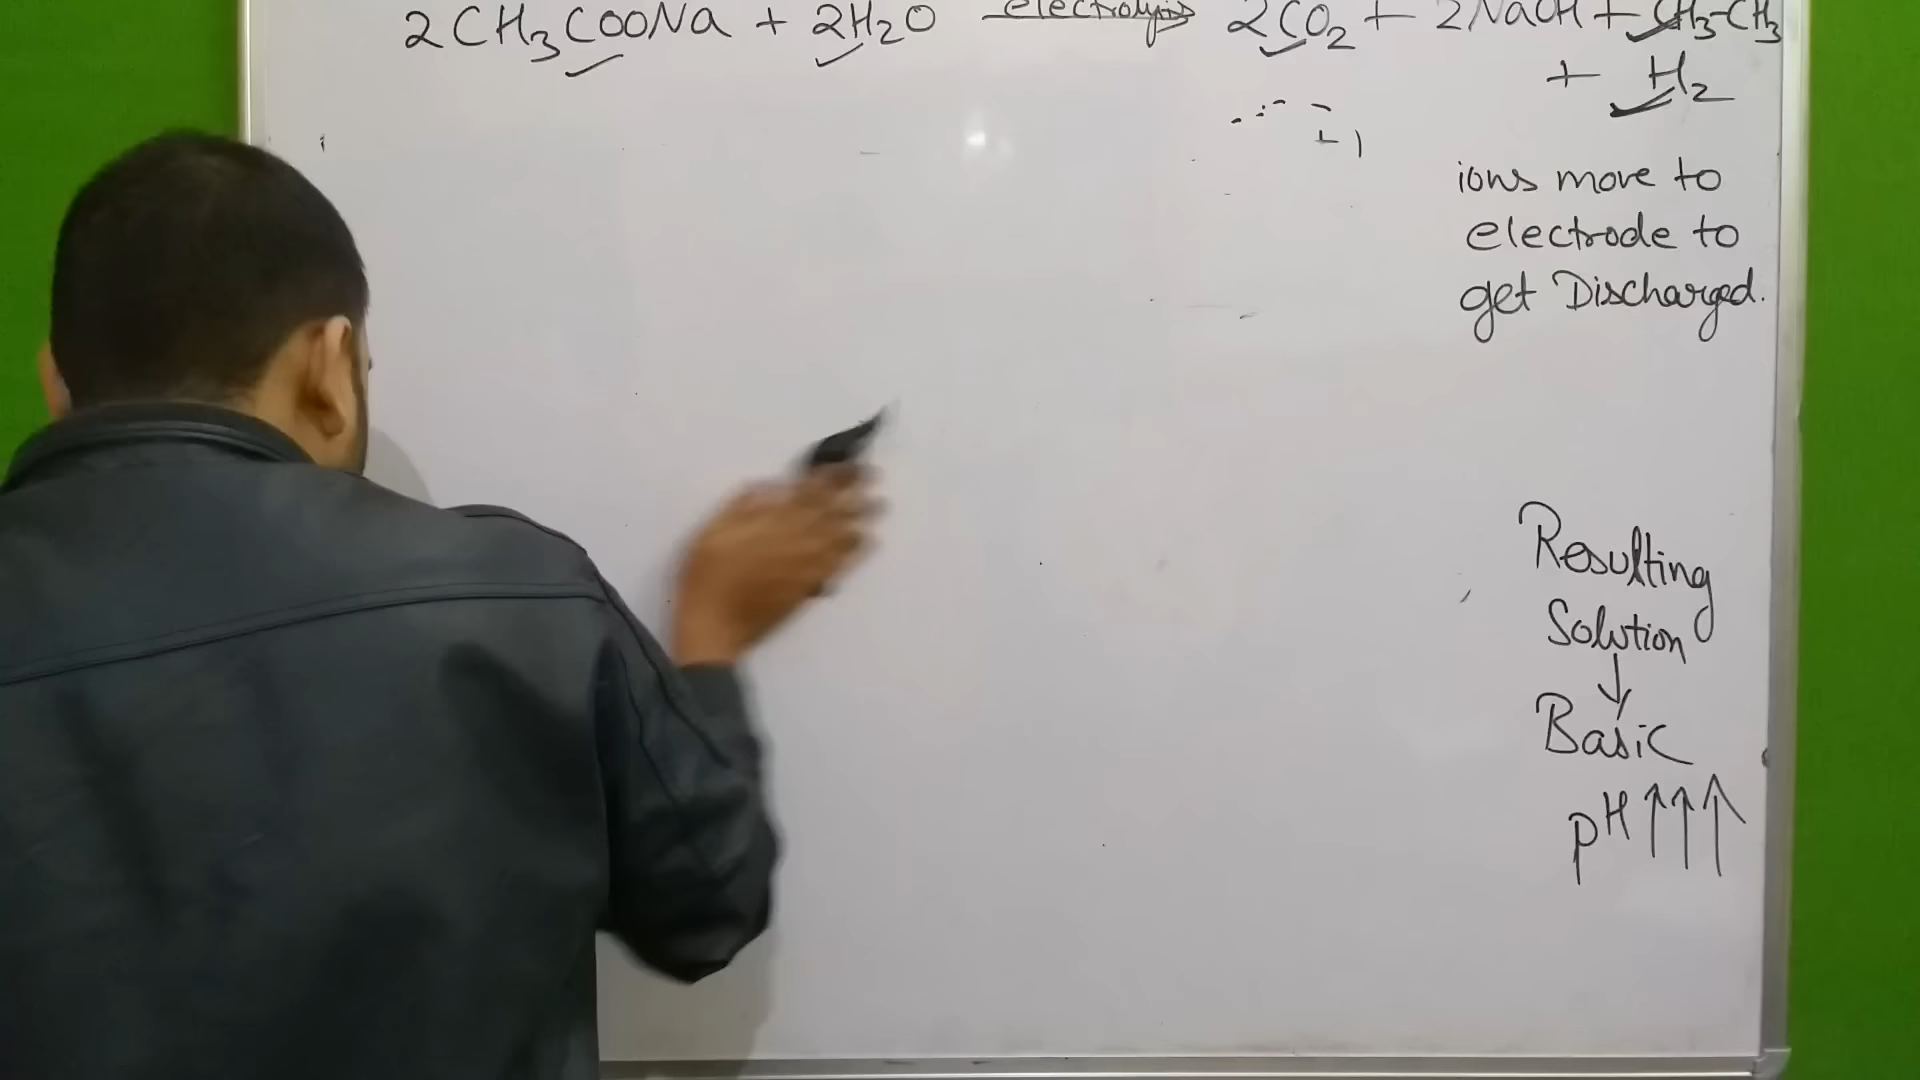 2CH3COONa + 2H2O electrolysis 2CO2 + 2NaOH + CH3-CH3
+ H2
ions move to
electrode to
get Discharged.
Resulting
Solution
↓
Basic
pH ↑↑↑